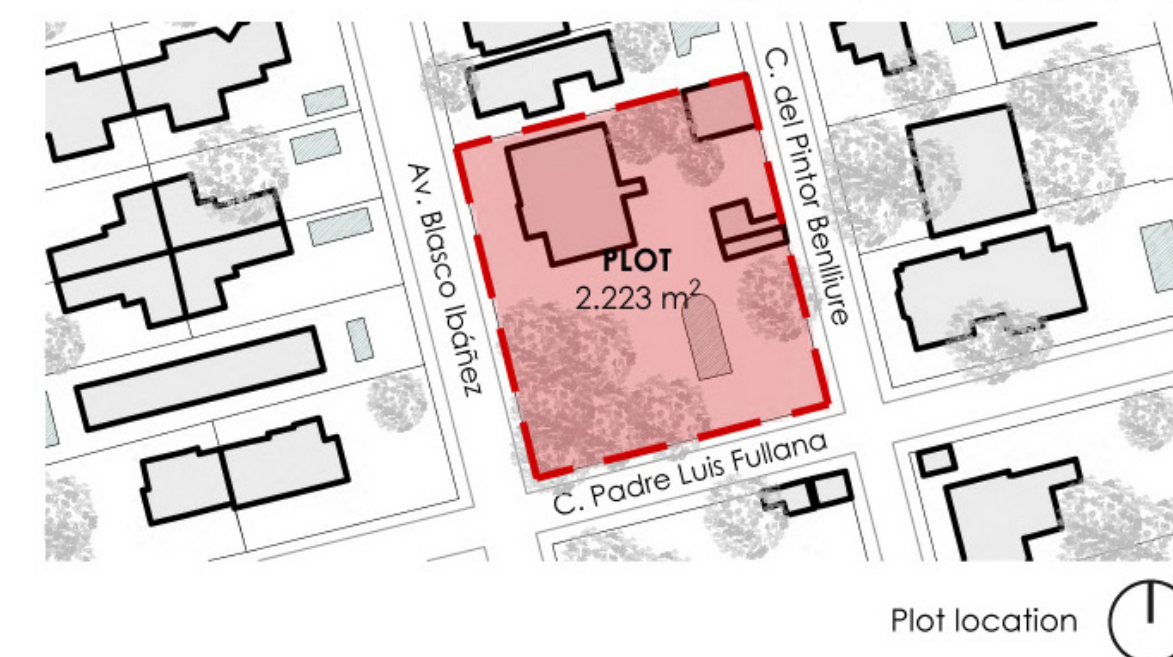 C. del Pintor Benlliure
Av. Blasco Ibáñez
PLOT
2.223 m²
C. Padre Luis Fullana
Plot location